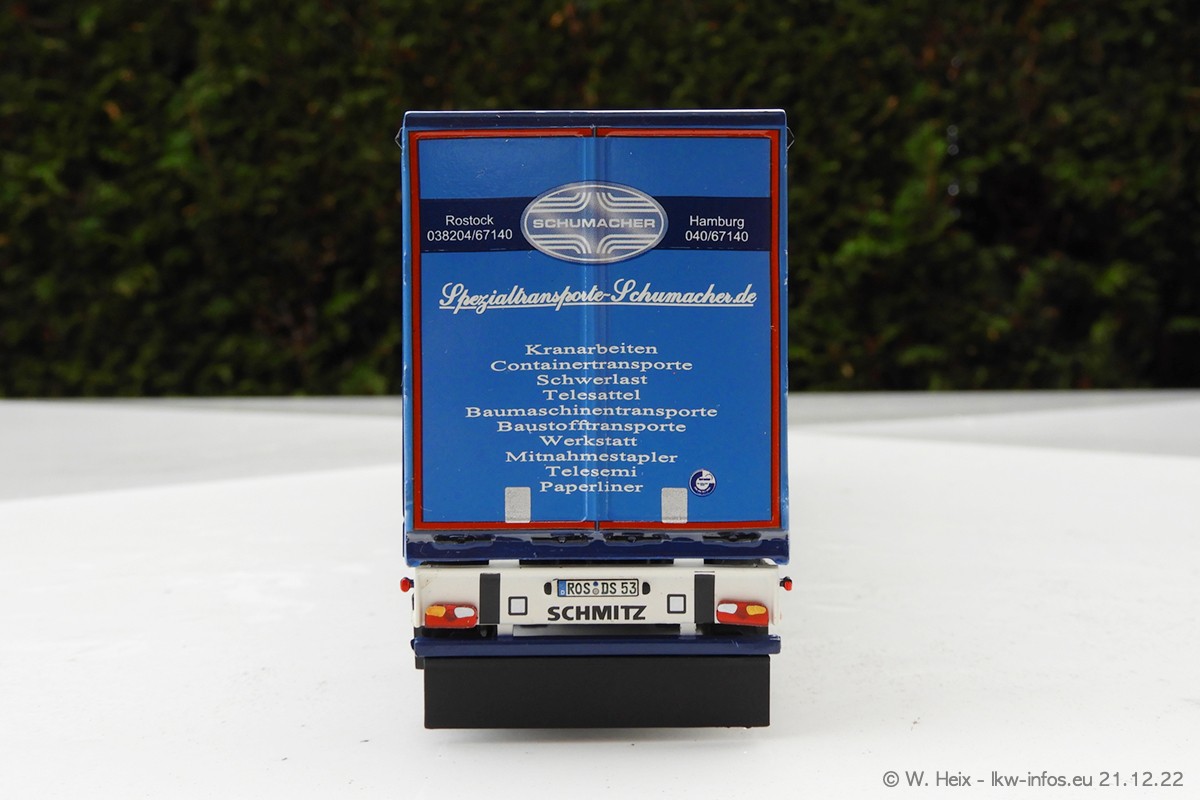 Rostock
038204/67140
SCHUMACHER
Hamburg
040/67140
Spezialtransporte-Schumacher.de
Kranarbeiten
Containertransporte
Schwerlast
Telesattel
Baumaschinentransporte
Baustofftransporte
Werkstatt
Mitnahmestapler
Telesemi
Paperliner
ROS DS 53
SCHMITZ
© W. Heix - lkw-infos.eu 21.12.22